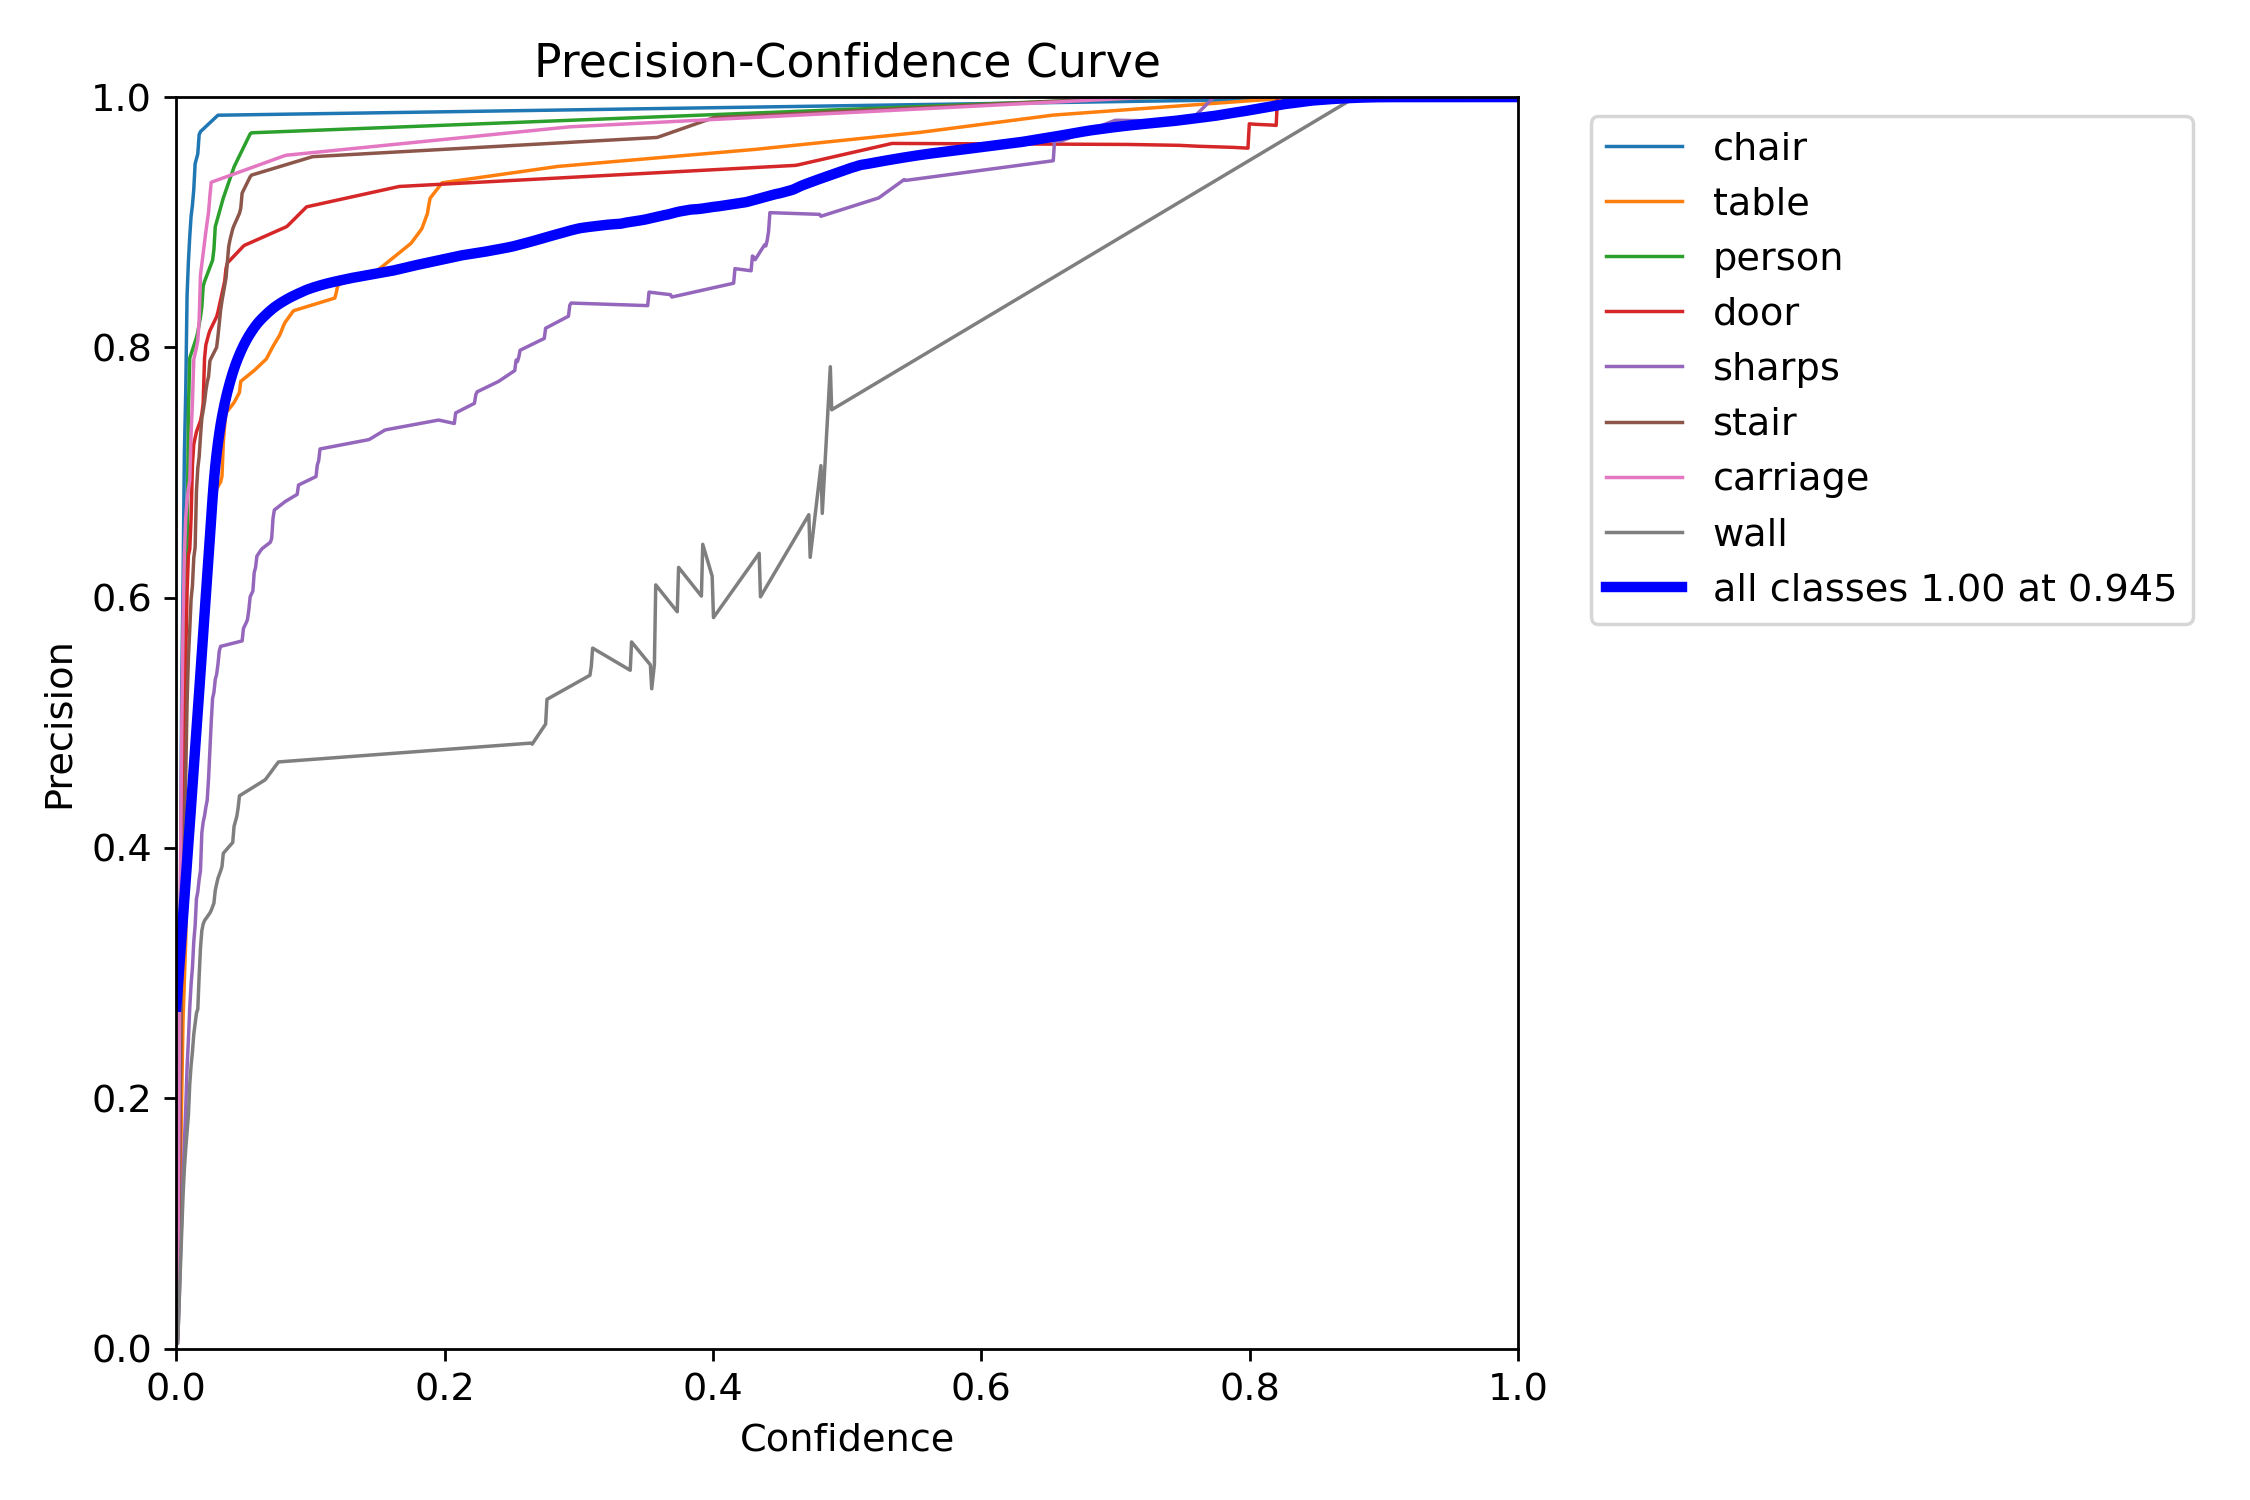 Precision-Confidence Curve
1.0
0.8
0.6
0.4
0.2
0.0
Precision
0.0 0.2 0.4 0.6 0.8 1.0
Confidence
chair
table
person
door
sharps
stair
carriage
wall
all classes 1.00 at 0.945